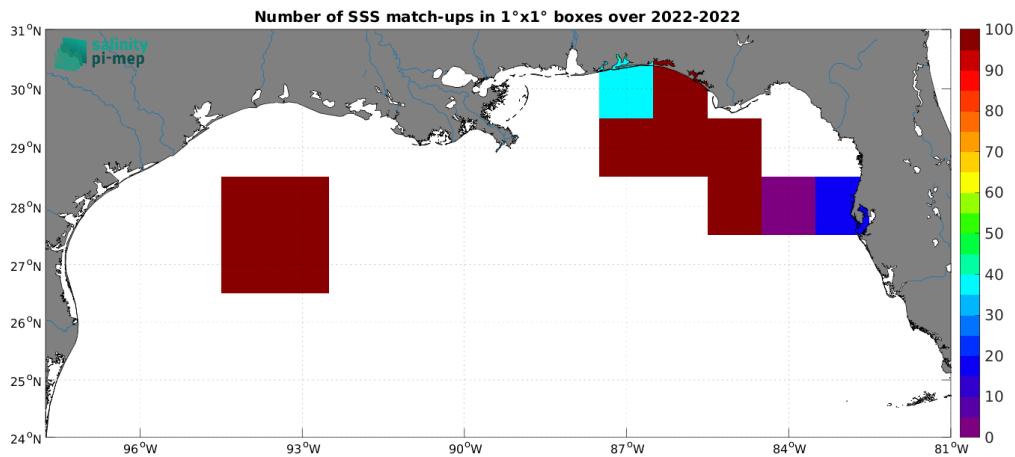 Number of SSS match-ups in 1°x1° boxes over 2022-2022
salinity
pi-mep
31°N
30°N
29°N
28°N
27°N
26°N
25°N
24°N
96°W
93°W
90°W
87°W
84°W
81°W
100
90
80
70
60
50
40
30
20
10
0